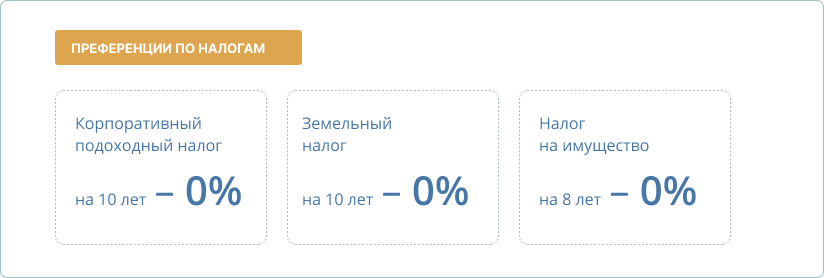 ПРЕФЕРЕНЦИИ ПО НАЛОГАМ
Корпоративный
подоходный налог
на 10 лет – 0%
Земельный
налог
на 10 лет – 0%
Налог
на имущество
на 8 лет – 0%